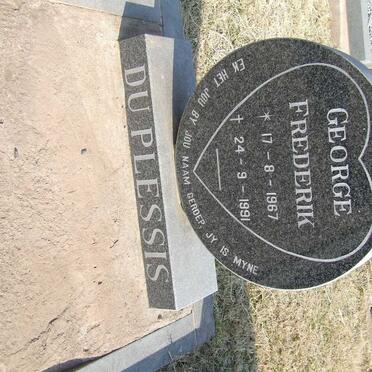 GEORGE
FREDERIK
* 17-8-1967
† 24-9-1991
EK HET JOU BY JOU NAAM GEROEP, JY IS MYNE
DU PLESSIS